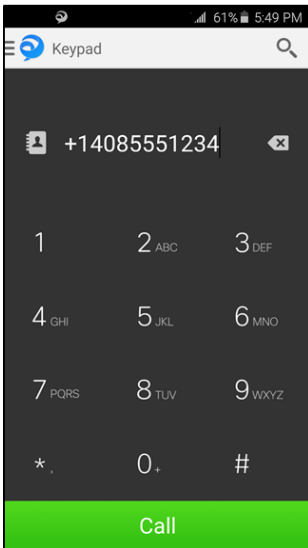 61% 5:49 PM
Keypad
+14085551234
1 2 ABC 3 DEF
4 GHI 5 JKL 6 MNO
7 PQRS 8 TUV 9 WXYZ
* , 0 + #
Call